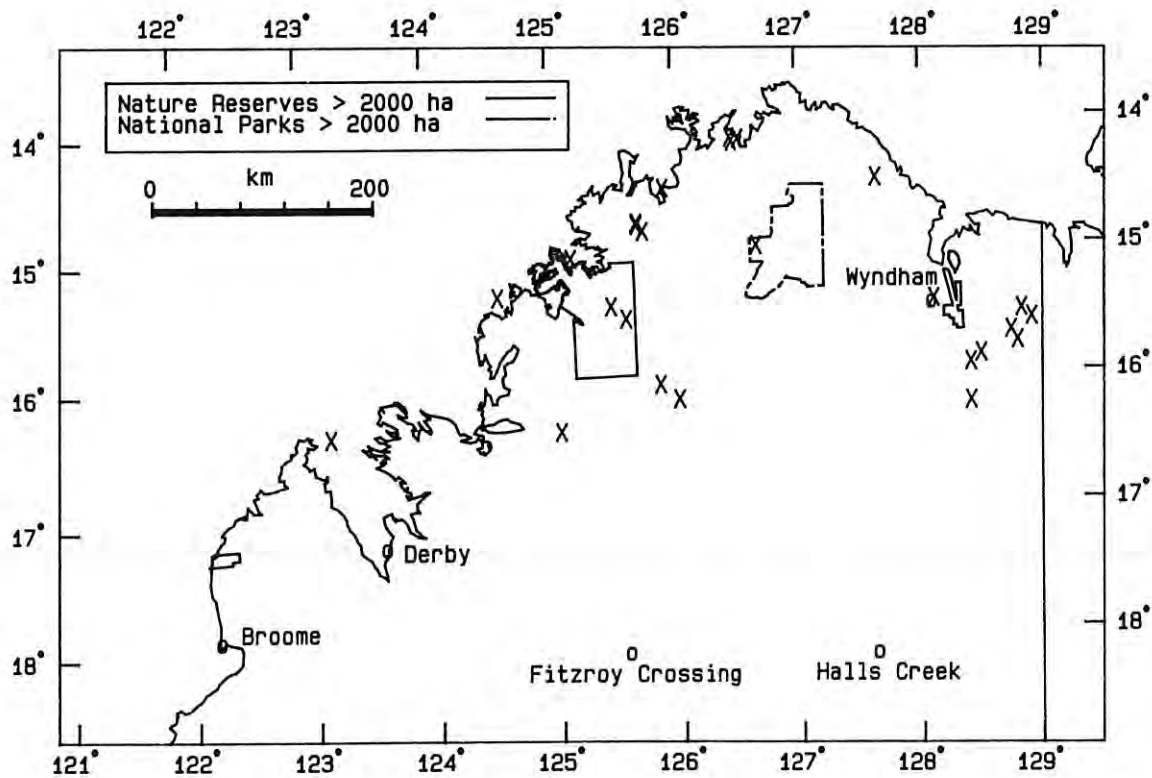 122° 123° 124° 125° 126° 127° 128° 129°
Nature Reserves > 2000 ha
National Parks > 2000 ha
14°
14°
km
0 200
15°
15°
Wyndham
16°
16°
17°
17°
Derby
18°
Broome
18°
Fitzroy Crossing
Halls Creek
121° 122° 123° 124° 125° 126° 127° 128° 129°